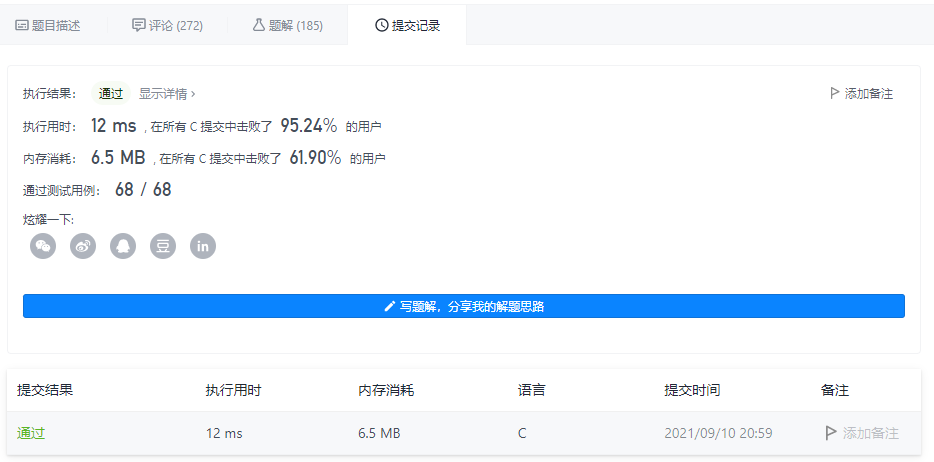 题目描述 评论 (272) 题解 (185) 提交记录
执行结果： 通过 显示详情 › 添加备注
执行用时： 12 ms , 在所有 C 提交中击败了 95.24% 的用户
内存消耗： 6.5 MB , 在所有 C 提交中击败了 61.90% 的用户
通过测试用例： 68 / 68
炫耀一下:
豆 in
写题解，分享我的解题思路
提交结果 执行用时 内存消耗 语言 提交时间 备注
通过 12 ms 6.5 MB C 2021/09/10 20:59 添加备注